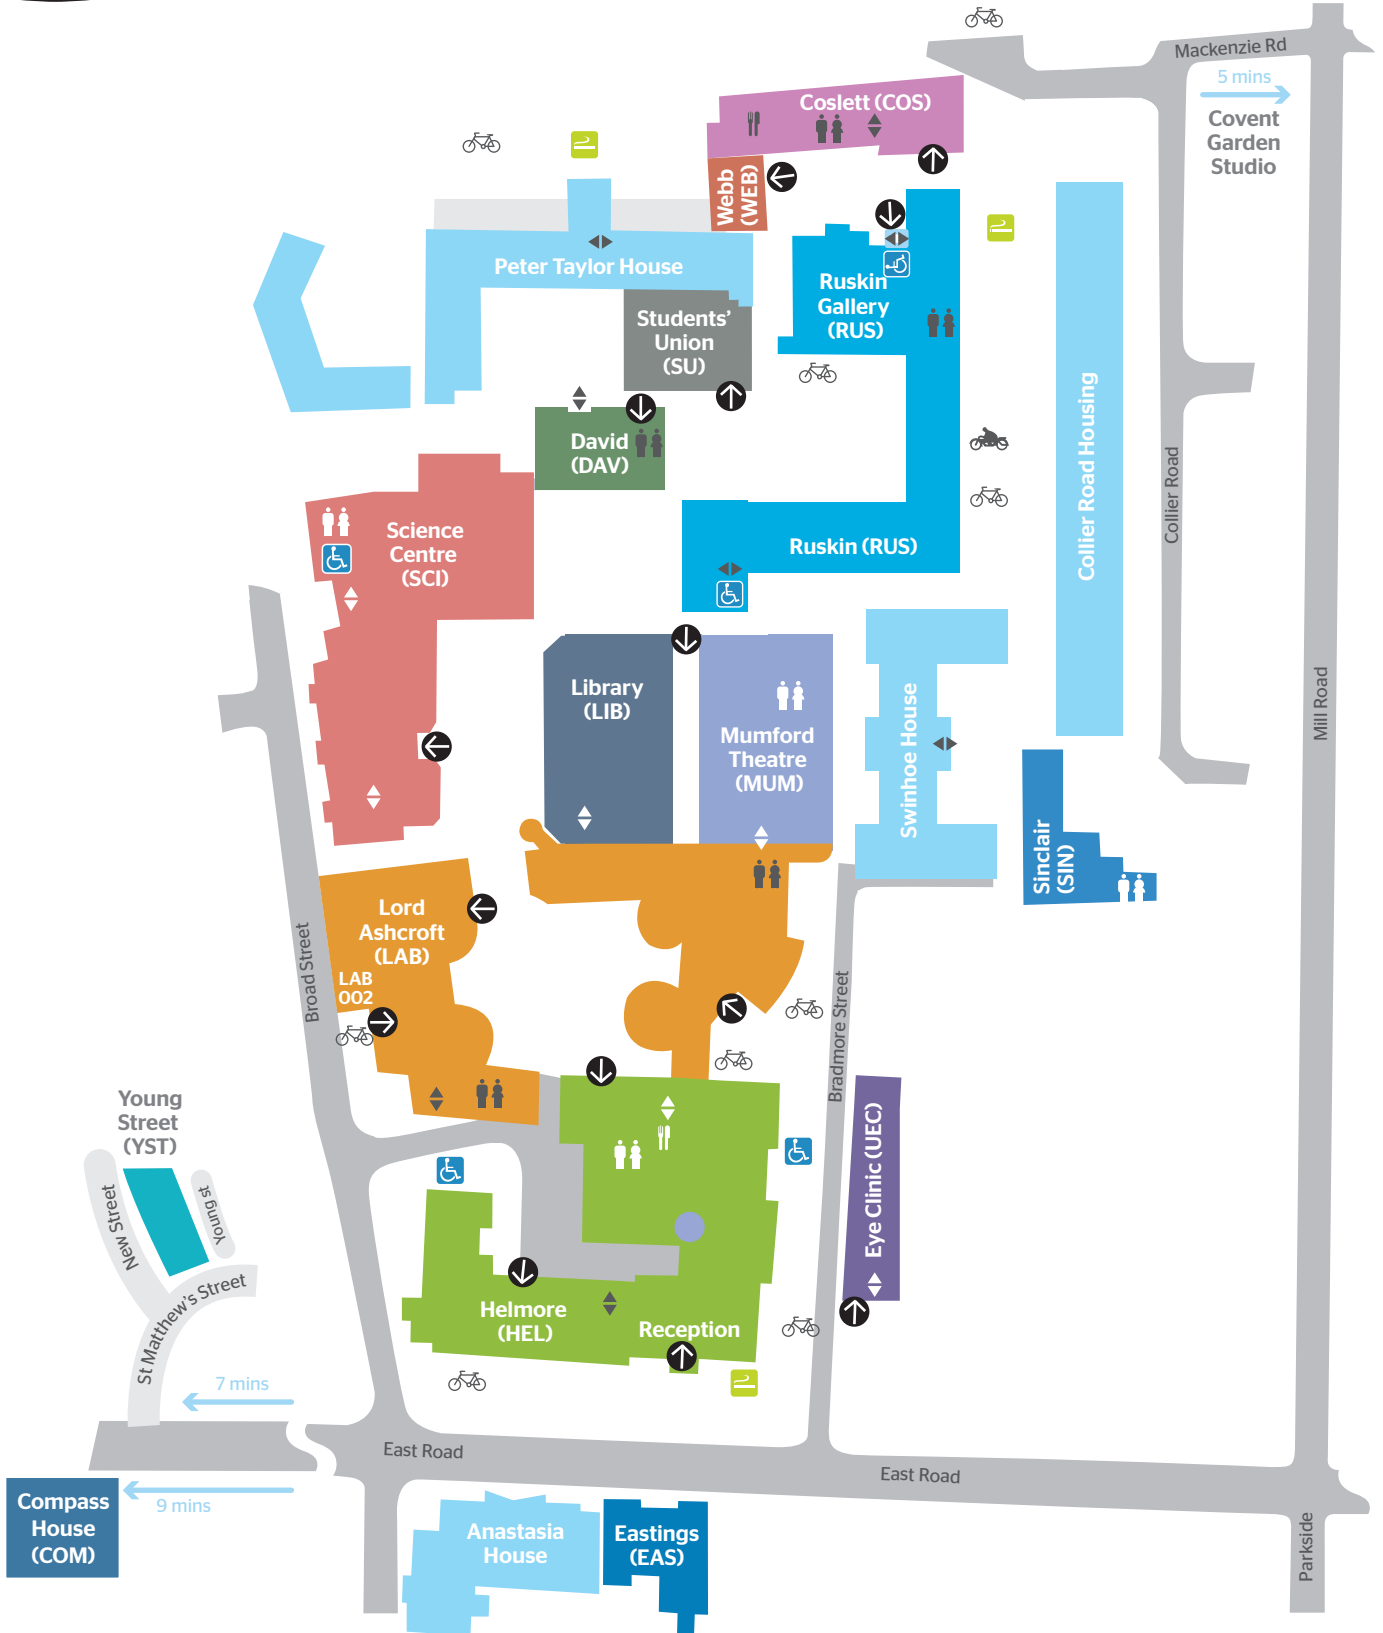 Mackenzie Rd
5 mins
Covent
Garden
Studio
Coslett (COS)
Webb
(WEB)
Peter Taylor House
Ruskin
Gallery
(RUS)
Students'
Union
(SU)
David
(DAV)
Collier Road Housing
Collier Road
Science
Centre
(SCI)
Ruskin (RUS)
Library
(LIB)
Mumford
Theatre
(MUM)
Swinhoe House
Mill Road
Sinclair
(SIN)
Lord
Ashcroft
(LAB)
LAB
002
Broad Street
Bradmore Street
Young
Street
(YST)
New Street
Young st
St Matthew's Street
Eye Clinic (UEC)
Helmore
(HEL)
Reception
7 mins
East Road
East Road
9 mins
Compass
House
(COM)
Anastasia
House
Eastings
(EAS)
Parkside